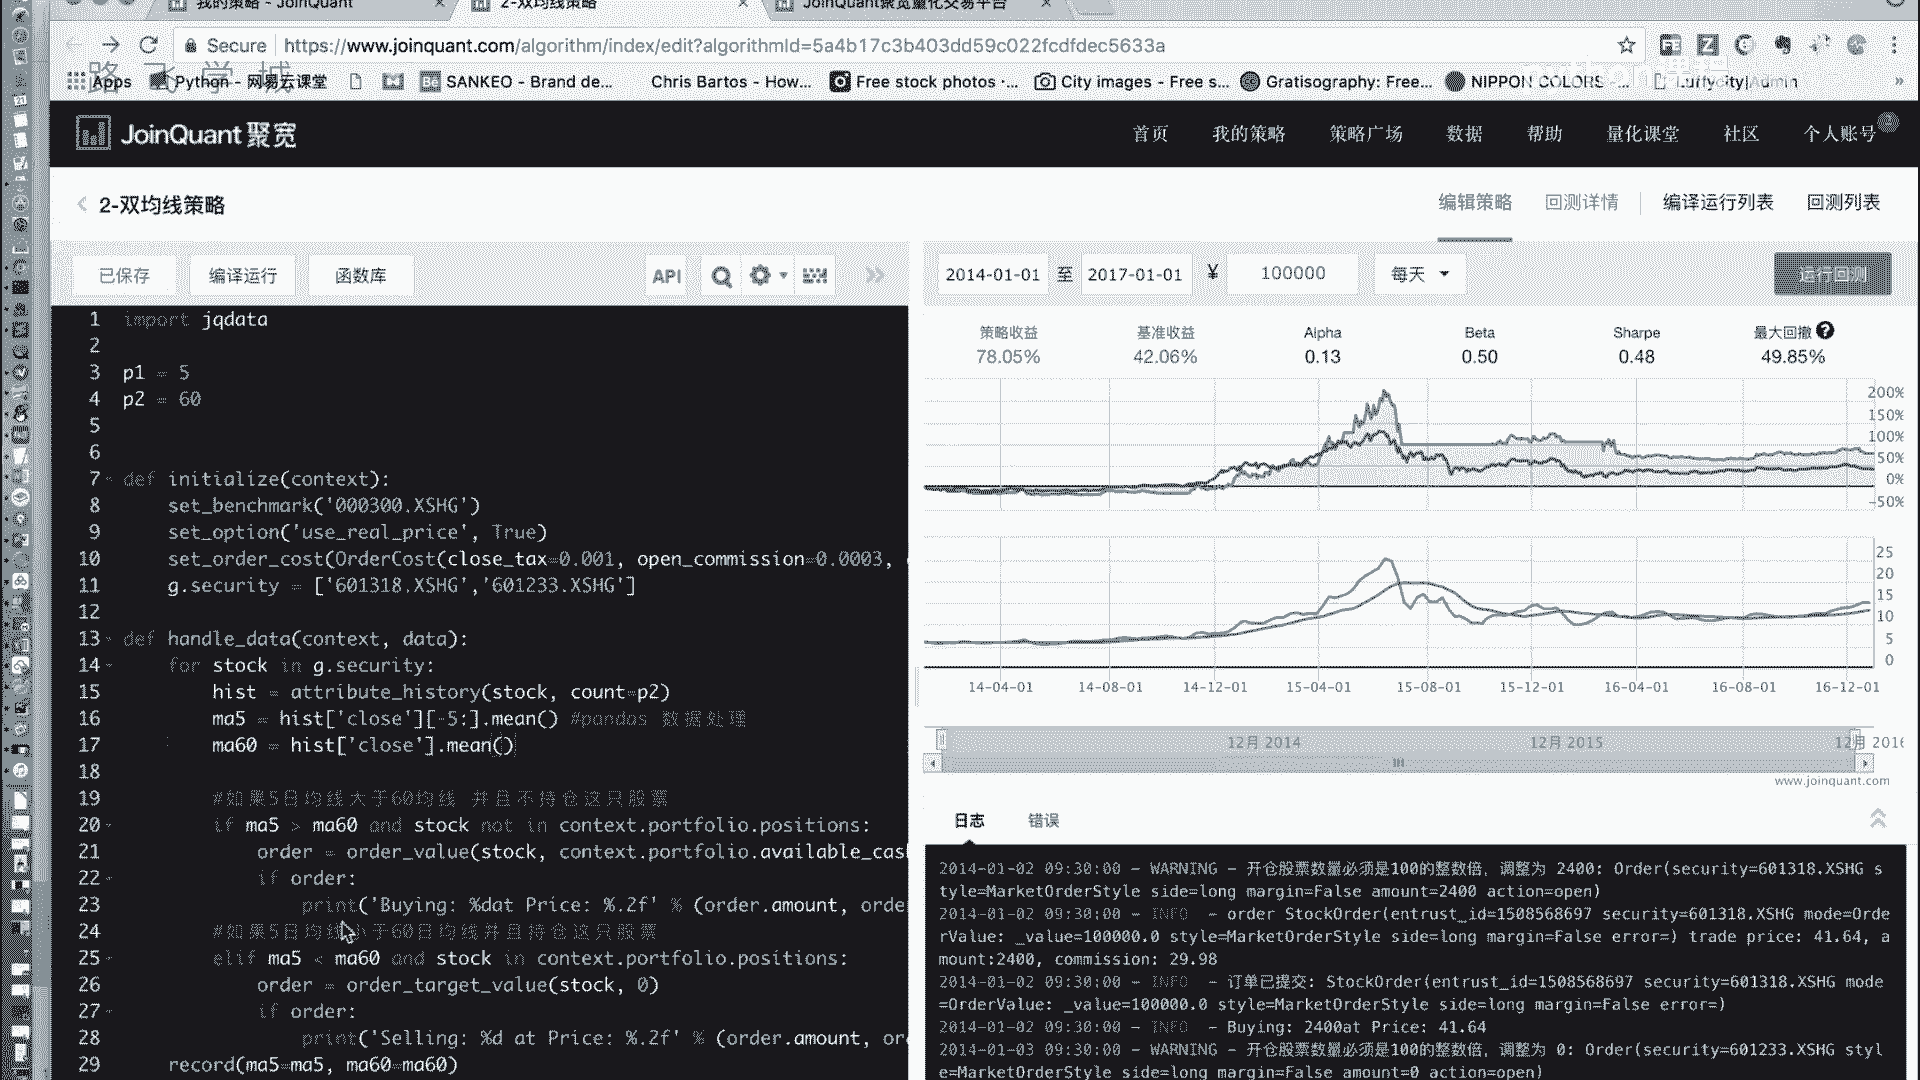 我的策略 - JoinQuant
2-双均线策略
JoinQuant聚宽量化交易平台
Secure
https://www.joinquant.com/algorithm/index/edit?algorithmId=5a4b17c3b403dd59c022fcdfdec5633a
路飞学城
python课程
Apps
Python - 网易云课堂
SANKEO - Brand de...
Chris Bartos - How...
Free stock photos ·...
City images - Free s...
Gratisography: Free...
NIPPON COLORS - ...
Luffycity|Admin
»
JoinQuant 聚宽
首页
我的策略
策略广场
数据
帮助
量化课堂
社区
个人账号
2-双均线策略
编辑策略
回测详情
编译运行列表
回测列表
已保存
编译运行
函数库
API
2014-01-01 至 2017-01-01 ¥ 100000 每天
运行回测
1 import jqdata
2
3 p1 = 5
4 p2 = 60
5
6
7 def initialize(context):
8 set_benchmark('000300.XSHG')
9 set_option('use_real_price', True)
10 set_order_cost(OrderCost(close_tax=0.001, open_commission=0.0003,
11 g.security = ['601318.XSHG','601233.XSHG']
12
13 def handle_data(context, data):
14 for stock in g.security:
15 hist = attribute_history(stock, count=p2)
16 ma5 = hist['close'][-5:].mean() #pandas 数据处理
17 ma60 = hist['close'].mean()
18
19 #如果5日均线大于60均线 并且不持仓这只股票
20 if ma5 > ma60 and stock not in context.portfolio.positions:
21 order = order_value(stock, context.portfolio.available_cas
22 if order:
23 print('Buying: %dat Price: %.2f' % (order.amount, orde
24 #如果5日均线小于60日均线并且持仓这只股票
25 elif ma5 < ma60 and stock in context.portfolio.positions:
26 order = order_target_value(stock, 0)
27 if order:
28 print('Selling: %d at Price: %.2f' % (order.amount, or
29 record(ma5=ma5, ma60=ma60)
策略收益
78.05%
基准收益
42.06%
Alpha
0.13
Beta
0.50
Sharpe
0.48
最大回撤
49.85%
200%
150%
100%
50%
0%
-50%
25
20
15
10
5
0
14-04-01
14-08-01
14-12-01
15-04-01
15-08-01
15-12-01
16-04-01
16-08-01
16-12-01
12月 2014
12月 2015
12月 2016
www.joinquant.com
日志
错误
2014-01-02 09:30:00 - WARNING - 开仓股票数量必须是100的整数倍，调整为 2400: Order(security=601318.XSHG s
tyle=MarketOrderStyle side=long margin=False amount=2400 action=open)
2014-01-02 09:30:00 - INFO - order StockOrder(entrust_id=1508568697 security=601318.XSHG mode=Orde
rValue: _value=100000.0 style=MarketOrderStyle side=long margin=False error=) trade price: 41.64, a
mount:2400, commission: 29.98
2014-01-02 09:30:00 - INFO - 订单已提交: StockOrder(entrust_id=1508568697 security=601318.XSHG mode
=OrderValue: _value=100000.0 style=MarketOrderStyle side=long margin=False error=)
2014-01-02 09:30:00 - INFO - Buying: 2400at Price: 41.64
2014-01-03 09:30:00 - WARNING - 开仓股票数量必须是100的整数倍，调整为 0: Order(security=601233.XSHG styl
e=MarketOrderStyle side=long margin=False amount=0 action=open)